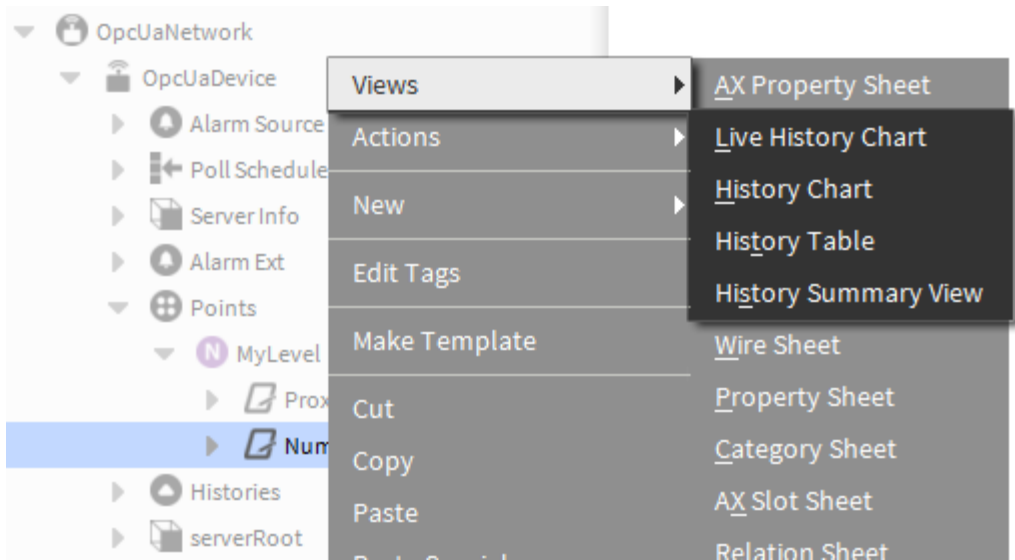 OpcUaNetwork
OpcUaDevice
Alarm Source
Poll Schedule
Server Info
Alarm Ext
Points
N
MyLevel
Prox
Num
Histories
serverRoot
Views
Actions
New
Edit Tags
Make Template
Cut
Copy
Paste
AX Property Sheet
Live History Chart
History Chart
History Table
History Summary View
Wire Sheet
Property Sheet
Category Sheet
AX Slot Sheet
Relation Sheet